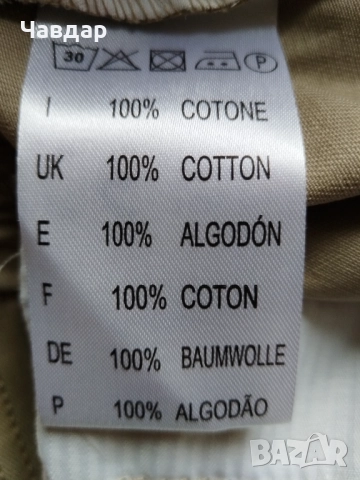 Чавдар
30 P
I 100% COTONE
UK 100% COTTON
E 100% ALGODÓN
F 100% COTON
DE 100% BAUMWOLLE
P 100% ALGODÃO
BAZAR